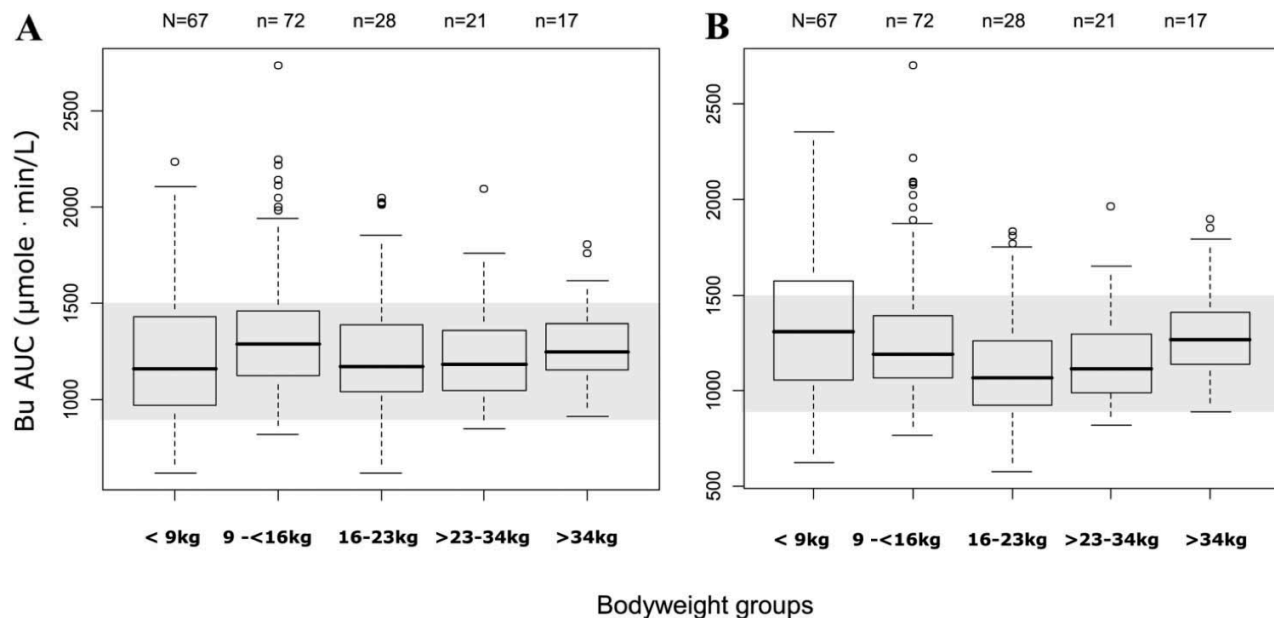 A N=67 n= 72 n=28 n=21 n=17
Bu AUC (µmole · min/L)
2500
2000
1500
1000
< 9kg 9 -<16kg 16-23kg >23-34kg >34kg
B N=67 n= 72 n=28 n=21 n=17
2500
2000
1500
1000
500
< 9kg 9 -<16kg 16-23kg >23-34kg >34kg
Bodyweight groups